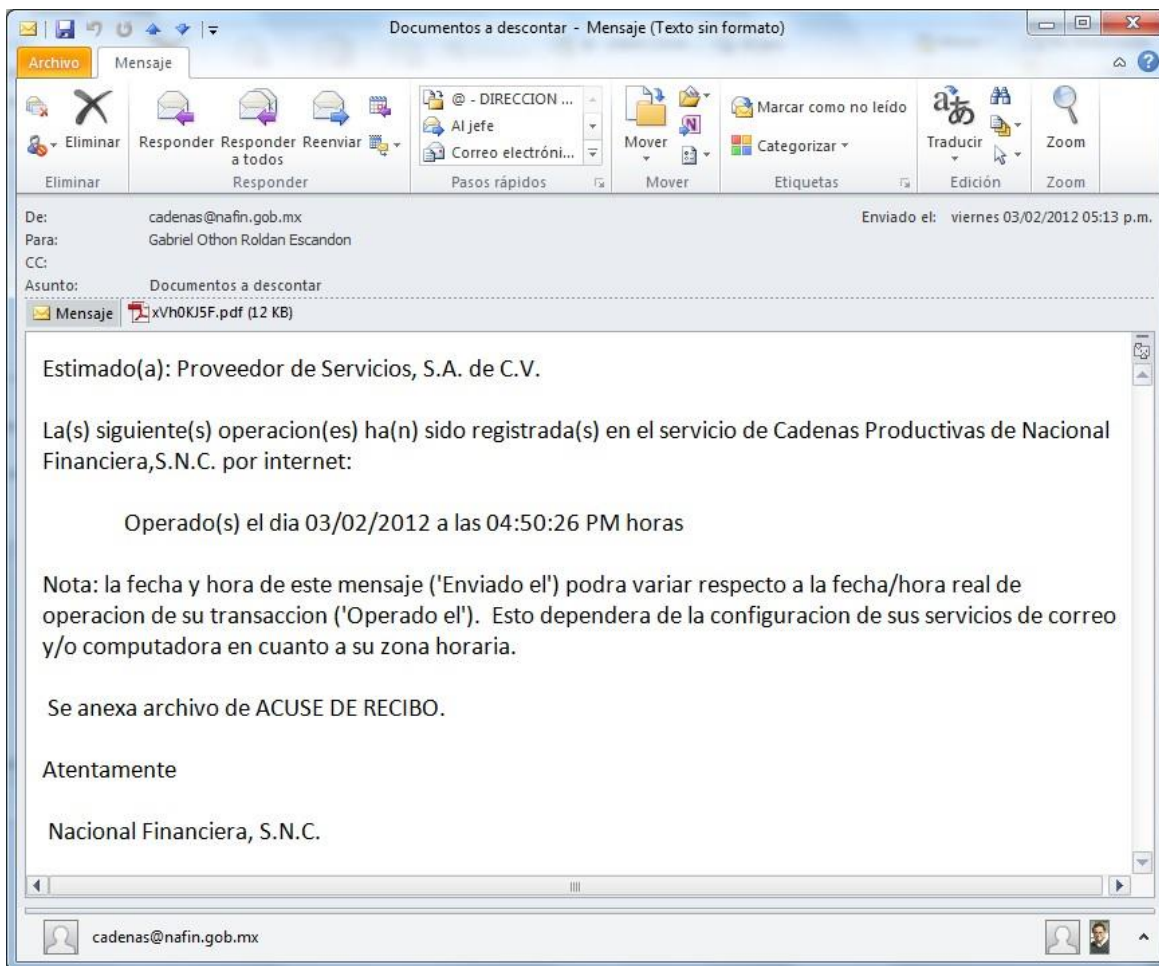 Documentos a descontar - Mensaje (Texto sin formato)
Archivo Mensaje
Eliminar
Responder Responder a todos Reenviar
@ - DIRECCION ...
Al jefe
Correo electróni...
Mover
Marcar como no leído
Categorizar
Traducir
Zoom
Eliminar Responder Pasos rápidos Mover Etiquetas Edición Zoom
De: cadenas@nafin.gob.mx Enviado el: viernes 03/02/2012 05:13 p.m.
Para: Gabriel Othon Roldan Escandon
CC:
Asunto: Documentos a descontar
Mensaje xVh0KJ5F.pdf (12 KB)
Estimado(a): Proveedor de Servicios, S.A. de C.V.
La(s) siguiente(s) operacion(es) ha(n) sido registrada(s) en el servicio de Cadenas Productivas de Nacional
Financiera,S.N.C. por internet:
Operado(s) el dia 03/02/2012 a las 04:50:26 PM horas
Nota: la fecha y hora de este mensaje ('Enviado el') podra variar respecto a la fecha/hora real de
operacion de su transaccion ('Operado el').  Esto dependera de la configuracion de sus servicios de correo
y/o computadora en cuanto a su zona horaria.
Se anexa archivo de ACUSE DE RECIBO.
Atentamente
Nacional Financiera, S.N.C.
cadenas@nafin.gob.mx